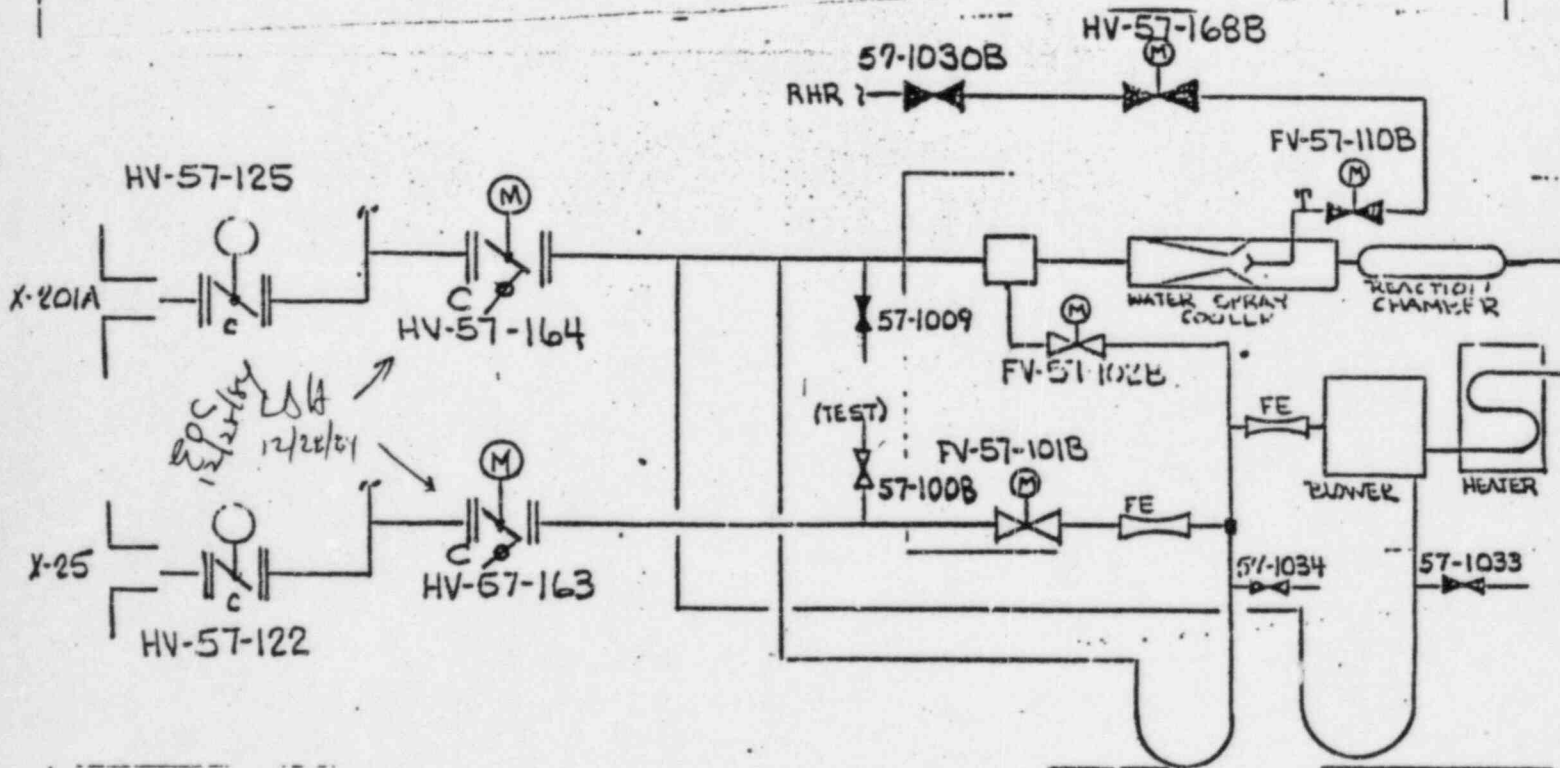 HV-57-168B
M
57-1030B
RHR
FV-57-110B
M
HV-57-125
M
X-201A
C
C
HV-57-164
57-1009
WATER SPRAY
REACTION
CHAMBER
M
FV-57-102B
12/28/84
(TEST)
FE
M
FV-57-101B
M
57-1008
FE
BLOWER
HEATER
X-25
C
C
HV-57-163
57-1034
57-1033
HV-57-122